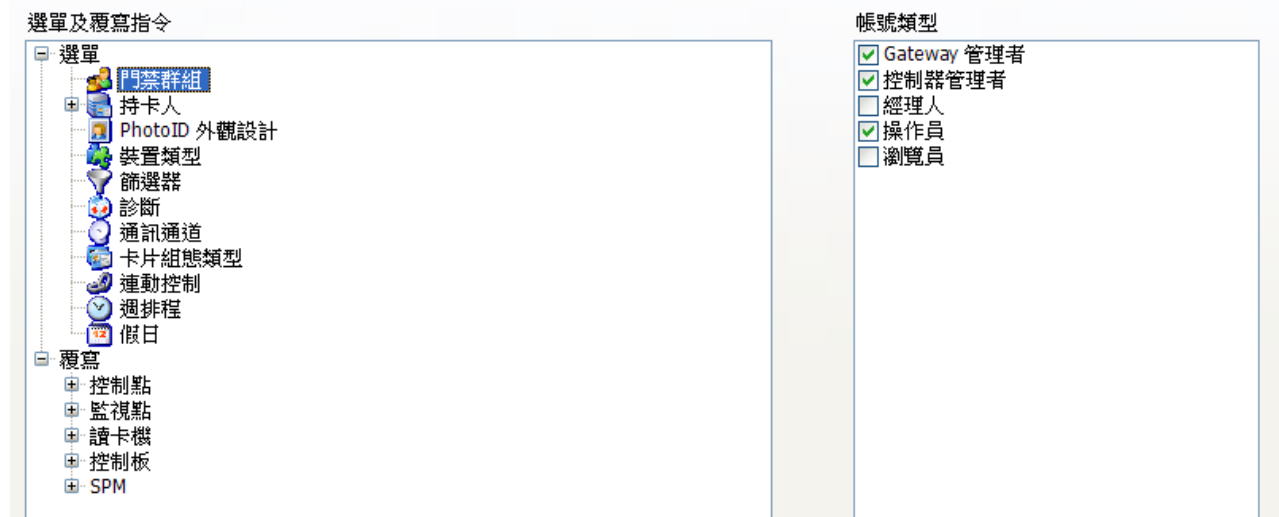 選單及覆寫指令
選單
門禁群組
持卡人
PhotoID 外觀設計
裝置類型
篩選器
診斷
通訊通道
卡片組態類型
連動控制
週排程
12
假日
覆寫
控制點
監視點
讀卡機
控制板
SPM
帳號類型
Gateway 管理者
控制器管理者
經理人
操作員
瀏覽員